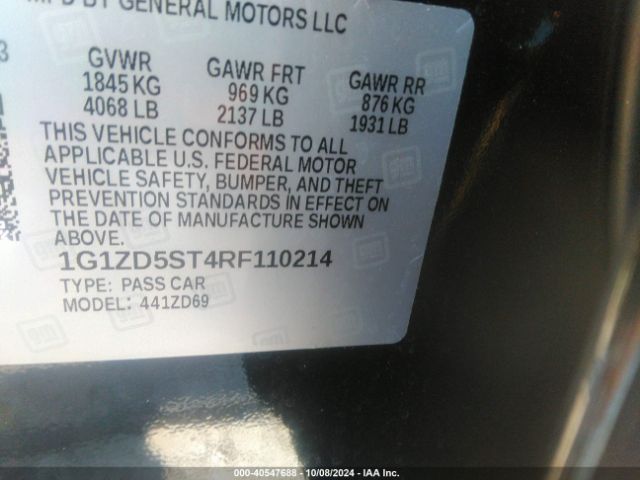 MFD BY GENERAL MOTORS LLC
3
GVWR GAWR FRT GAWR RR
1845 KG 969 KG 876 KG
4068 LB 2137 LB 1931 LB
THIS VEHICLE CONFORMS TO ALL
APPLICABLE U.S. FEDERAL MOTOR
VEHICLE SAFETY, BUMPER, AND THEFT
PREVENTION STANDARDS IN EFFECT ON
THE DATE OF MANUFACTURE SHOWN
ABOVE.
1G1ZD5ST4RF110214
TYPE: PASS CAR
MODEL: 441ZD69
000-40547688 - 10/08/2024 - IAA Inc.